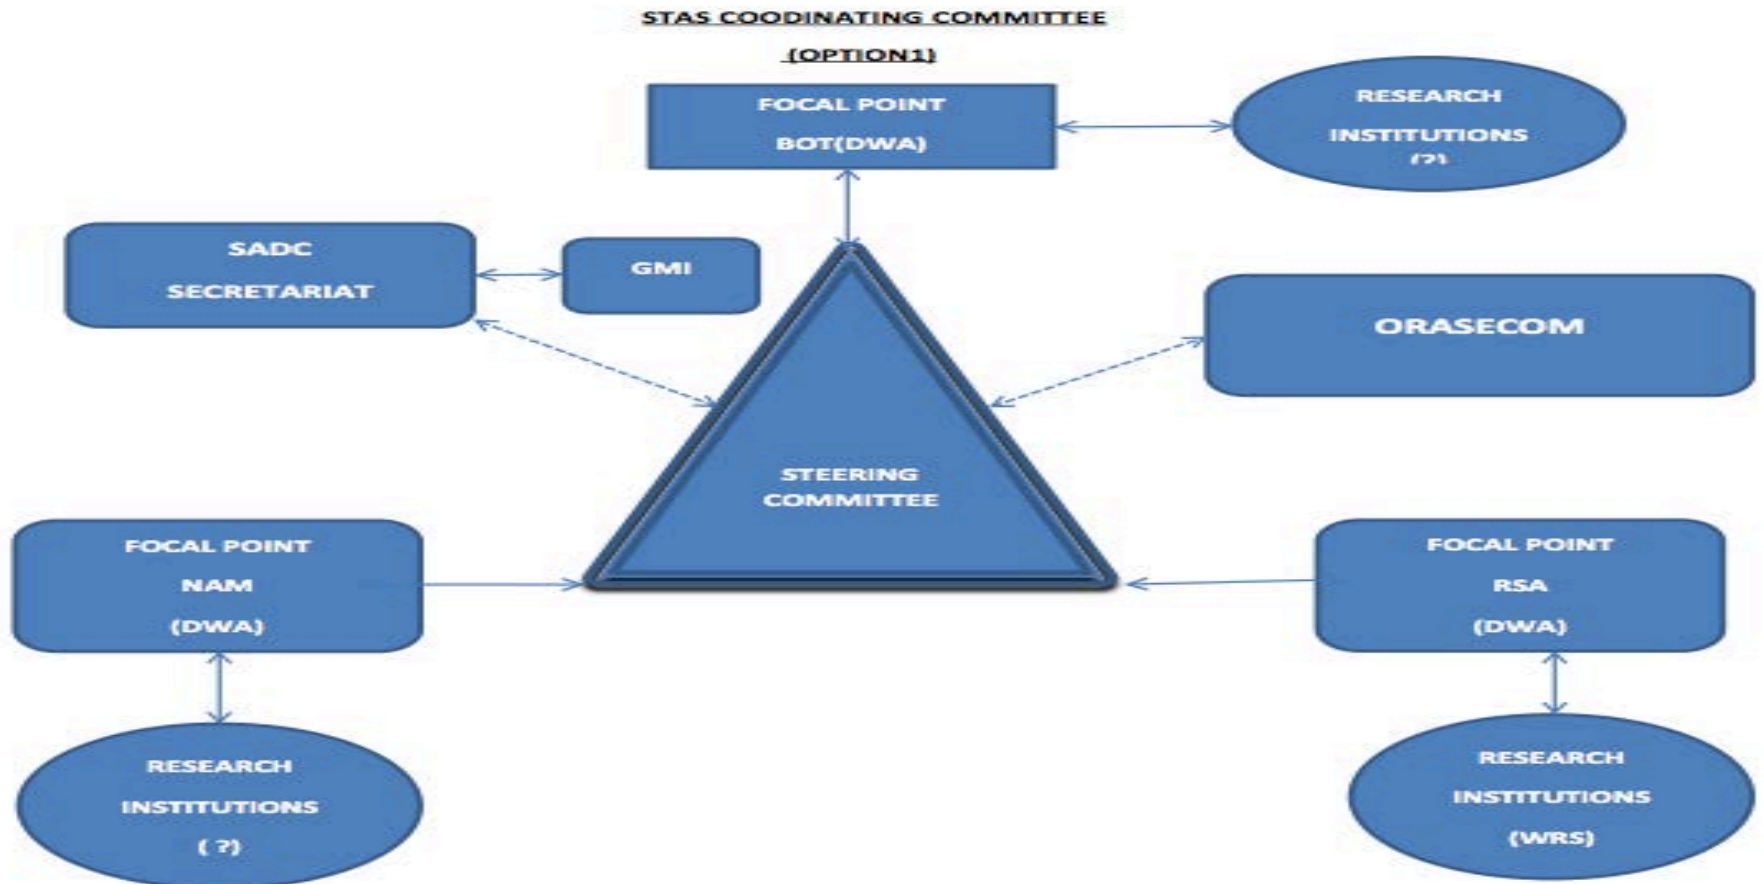 STAS COODINATING COMMITTEE
(OPTION1)
FOCAL POINT
BOT(DWA)
RESEARCH
INSTITUTIONS
(?)
SADC
SECRETARIAT
GMI
ORASECOM
STEERING
COMMITTEE
FOCAL POINT
NAM
(DWA)
FOCAL POINT
RSA
(DWA)
RESEARCH
INSTITUTIONS
( ?)
RESEARCH
INSTITUTIONS
(WRS)